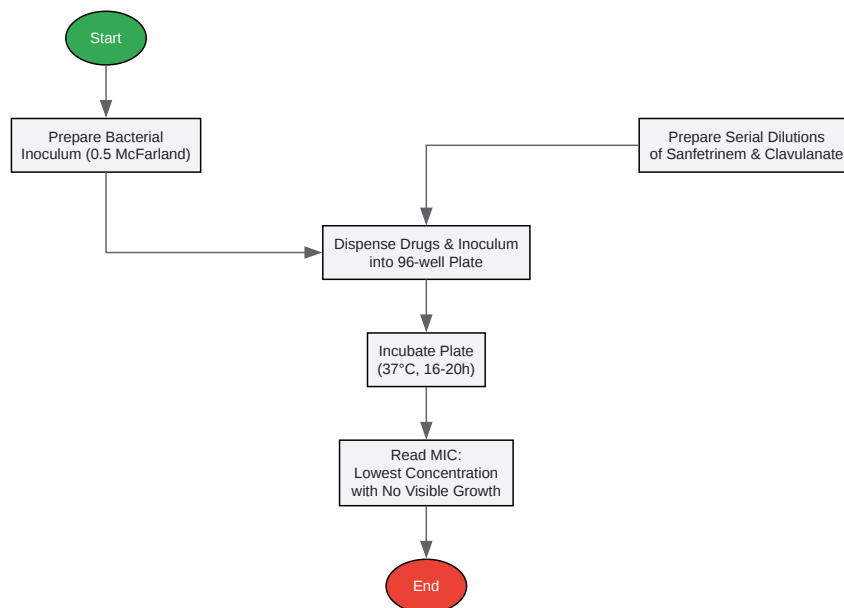 Start
Prepare Bacterial
Inoculum (0.5 McFarland)
Prepare Serial Dilutions
of Sanfetrinem & Clavulanate
Dispense Drugs & Inoculum
into 96-well Plate
Incubate Plate
(37°C, 16-20h)
Read MIC:
Lowest Concentration
with No Visible Growth
End